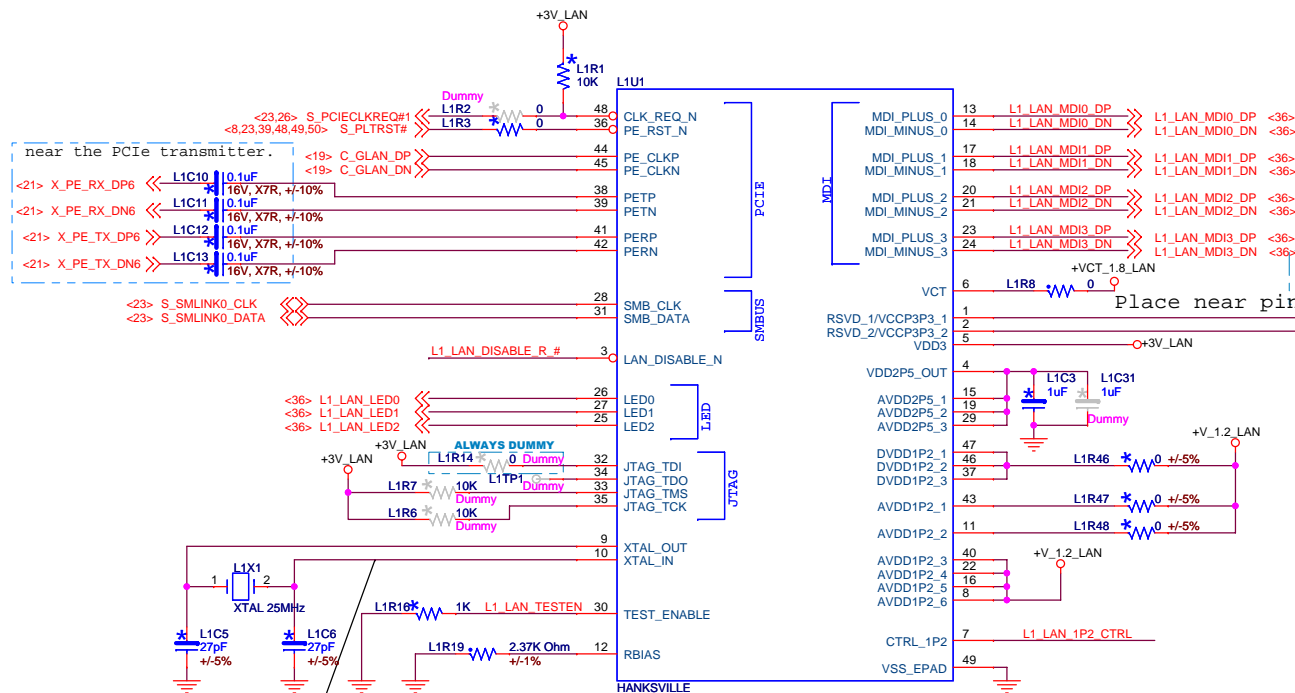 +3V_LAN
L1R1
10K
L1U1
Dummy
L1R2 0
<23,26> S_PCIECLKREQ#1 48 CLK_REQ_N
<8,23,39,48,49,50> S_PLTRST# L1R3 0 36 PE_RST_N
near the PCIe transmitter.
<19> C_GLAN_DP 44 PE_CLKP
<19> C_GLAN_DN 45 PE_CLKN
<21> X_PE_RX_DP6 L1C10 0.1uF
16V, X7R, +/-10% 38 PETP
<21> X_PE_RX_DN6 L1C11 0.1uF 39 PETN
16V, X7R, +/-10%
<21> X_PE_TX_DP6 L1C12 0.1uF 41 PERP
16V, X7R, +/-10% 42 PERN
<21> X_PE_TX_DN6 L1C13 0.1uF
16V, X7R, +/-10%
PCIE
<23> S_SMLINK0_CLK 28 SMB_CLK
<23> S_SMLINK0_DATA 31 SMB_DATA
SMBUS
L1_LAN_DISABLE_R_# 3 LAN_DISABLE_N
<36> L1_LAN_LED0 26 LED0
<36> L1_LAN_LED1 27 LED1
<36> L1_LAN_LED2 25 LED2
LED
+3V_LAN
ALWAYS DUMMY
L1R14 0 Dummy 32 JTAG_TDI
+3V_LAN
L1TP1 Dummy 34 JTAG_TDO
L1R7 10K Dummy 33 JTAG_TMS
L1R6 10K Dummy 35 JTAG_TCK
JTAG
9 XTAL_OUT
10 XTAL_IN
1 L1X1 2
XTAL 25MHz
L1C5
27pF
+/-5%
L1C6
27pF
+/-5%
L1R16 1K L1_LAN_TESTEN 30 TEST_ENABLE
L1R19 2.37K Ohm 12 RBIAS
+/-1%
HANKSVILLE
MDI
MDI_PLUS_0 13 L1_LAN_MDI0_DP L1_LAN_MDI0_DP <36>
MDI_MINUS_0 14 L1_LAN_MDI0_DN L1_LAN_MDI0_DN <36>
MDI_PLUS_1 17 L1_LAN_MDI1_DP L1_LAN_MDI1_DP <36>
MDI_MINUS_1 18 L1_LAN_MDI1_DN L1_LAN_MDI1_DN <36>
MDI_PLUS_2 20 L1_LAN_MDI2_DP L1_LAN_MDI2_DP <36>
MDI_MINUS_2 21 L1_LAN_MDI2_DN L1_LAN_MDI2_DN <36>
MDI_PLUS_3 23 L1_LAN_MDI3_DP L1_LAN_MDI3_DP <36>
MDI_MINUS_3 24 L1_LAN_MDI3_DN L1_LAN_MDI3_DN <36>
+VCT_1.8_LAN
VCT 6 L1R8 0
Place near pin
RSVD_1/VCCP3P3_1 1
RSVD_2/VCCP3P3_2 2
VDD3 5 +3V_LAN
VDD2P5_OUT 4
L1C3
1uF
L1C31
1uF
Dummy
AVDD2P5_1 15
AVDD2P5_2 19
AVDD2P5_3 29
+V_1.2_LAN
DVDD1P2_1 47
DVDD1P2_2 46 L1R46 0 +/-5%
DVDD1P2_3 37
AVDD1P2_1 43 L1R47 0 +/-5%
AVDD1P2_2 11 L1R48 0 +/-5%
+V_1.2_LAN
AVDD1P2_3 40
AVDD1P2_4 22
AVDD1P2_5 16
AVDD1P2_6 8
CTRL_1P2 7 L1_LAN_1P2_CTRL
VSS_EPAD 49